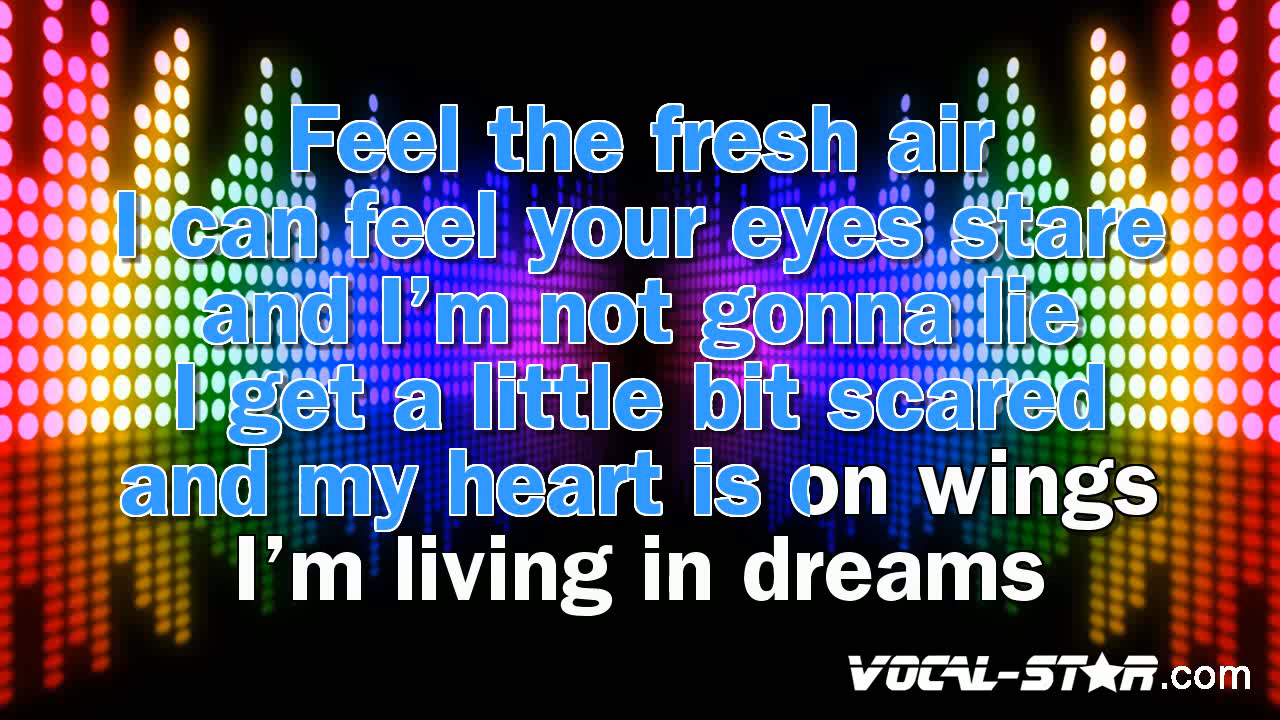 Feel the fresh air
I can feel your eyes stare
and I'm not gonna lie
I get a little bit scared
and my heart is on wings
I'm living in dreams
VOCAL-STAR.com